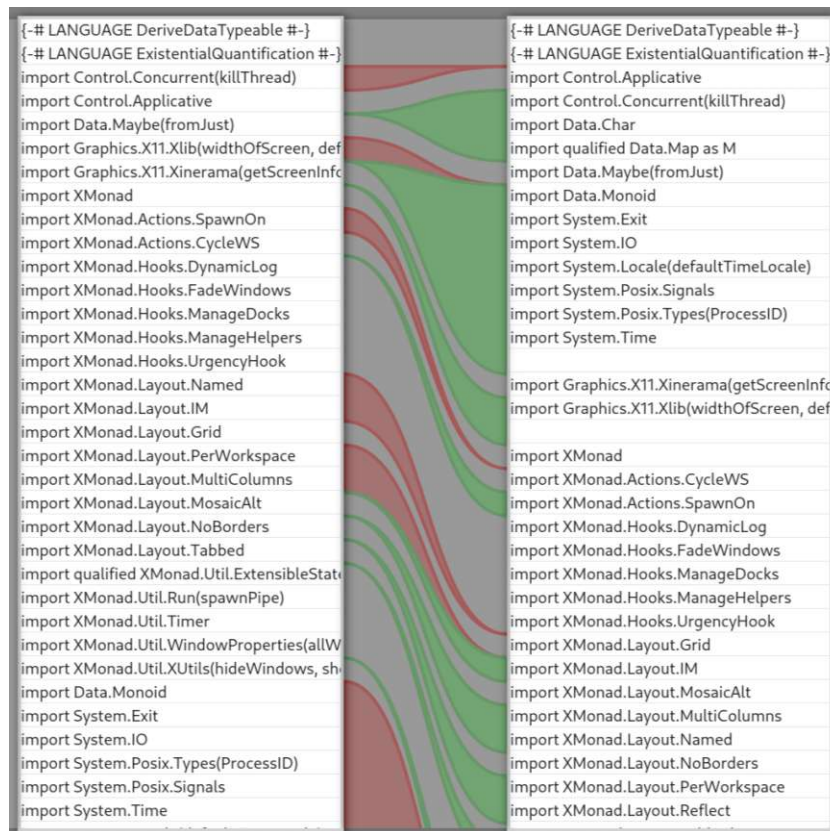 {-# LANGUAGE DeriveDataTypeable #-}
{-# LANGUAGE ExistentialQuantification #-}
import Control.Concurrent(killThread)
import Control.Applicative
import Data.Maybe(fromJust)
import Graphics.X11.Xlib(widthOfScreen, def
import Graphics.X11.Xinerama(getScreenInfo
import XMonad
import XMonad.Actions.SpawnOn
import XMonad.Actions.CycleWS
import XMonad.Hooks.DynamicLog
import XMonad.Hooks.FadeWindows
import XMonad.Hooks.ManageDocks
import XMonad.Hooks.ManageHelpers
import XMonad.Hooks.UrgencyHook
import XMonad.Layout.Named
import XMonad.Layout.IM
import XMonad.Layout.Grid
import XMonad.Layout.PerWorkspace
import XMonad.Layout.MultiColumns
import XMonad.Layout.MosaicAlt
import XMonad.Layout.NoBorders
import XMonad.Layout.Tabbed
import qualified XMonad.Util.ExtensibleState
import XMonad.Util.Run(spawnPipe)
import XMonad.Util.Timer
import XMonad.Util.WindowProperties(allW
import XMonad.Util.XUtils(hideWindows, sh
import Data.Monoid
import System.Exit
import System.IO
import System.Posix.Types(ProcessID)
import System.Posix.Signals
import System.Time
{-# LANGUAGE DeriveDataTypeable #-}
{-# LANGUAGE ExistentialQuantification #-}
import Control.Applicative
import Control.Concurrent(killThread)
import Data.Char
import qualified Data.Map as M
import Data.Maybe(fromJust)
import Data.Monoid
import System.Exit
import System.IO
import System.Locale(defaultTimeLocale)
import System.Posix.Signals
import System.Posix.Types(ProcessID)
import System.Time
import Graphics.X11.Xinerama(getScreenInfo
import Graphics.X11.Xlib(widthOfScreen, def
import XMonad
import XMonad.Actions.CycleWS
import XMonad.Actions.SpawnOn
import XMonad.Hooks.DynamicLog
import XMonad.Hooks.FadeWindows
import XMonad.Hooks.ManageDocks
import XMonad.Hooks.ManageHelpers
import XMonad.Hooks.UrgencyHook
import XMonad.Layout.Grid
import XMonad.Layout.IM
import XMonad.Layout.MosaicAlt
import XMonad.Layout.MultiColumns
import XMonad.Layout.Named
import XMonad.Layout.NoBorders
import XMonad.Layout.PerWorkspace
import XMonad.Layout.Reflect